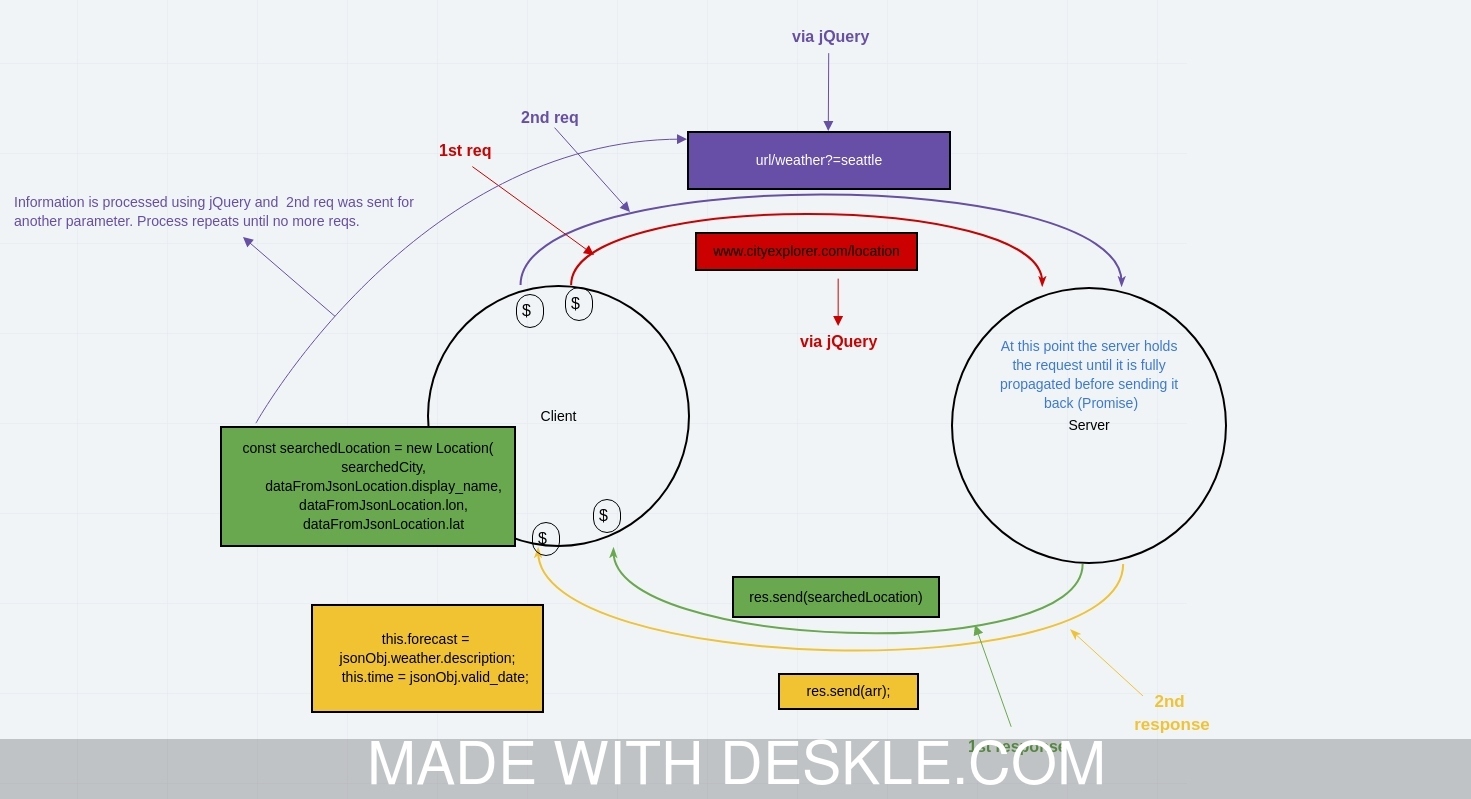 via jQuery
2nd req
1st req
url/weather?=seattle
Information is processed using jQuery and  2nd req was sent for
another parameter. Process repeats until no more reqs.
www.cityexplorer.com/location
$
$
via jQuery
At this point the server holds
the request until it is fully
propagated before sending it
back (Promise)
Client
Server
const searchedLocation = new Location(
searchedCity,
dataFromJsonLocation.display_name,
dataFromJsonLocation.lon,
dataFromJsonLocation.lat
$
$
res.send(searchedLocation)
this.forecast =
jsonObj.weather.description;
this.time = jsonObj.valid_date;
res.send(arr);
2nd
response
1st response
MADE WITH DESKLE.COM